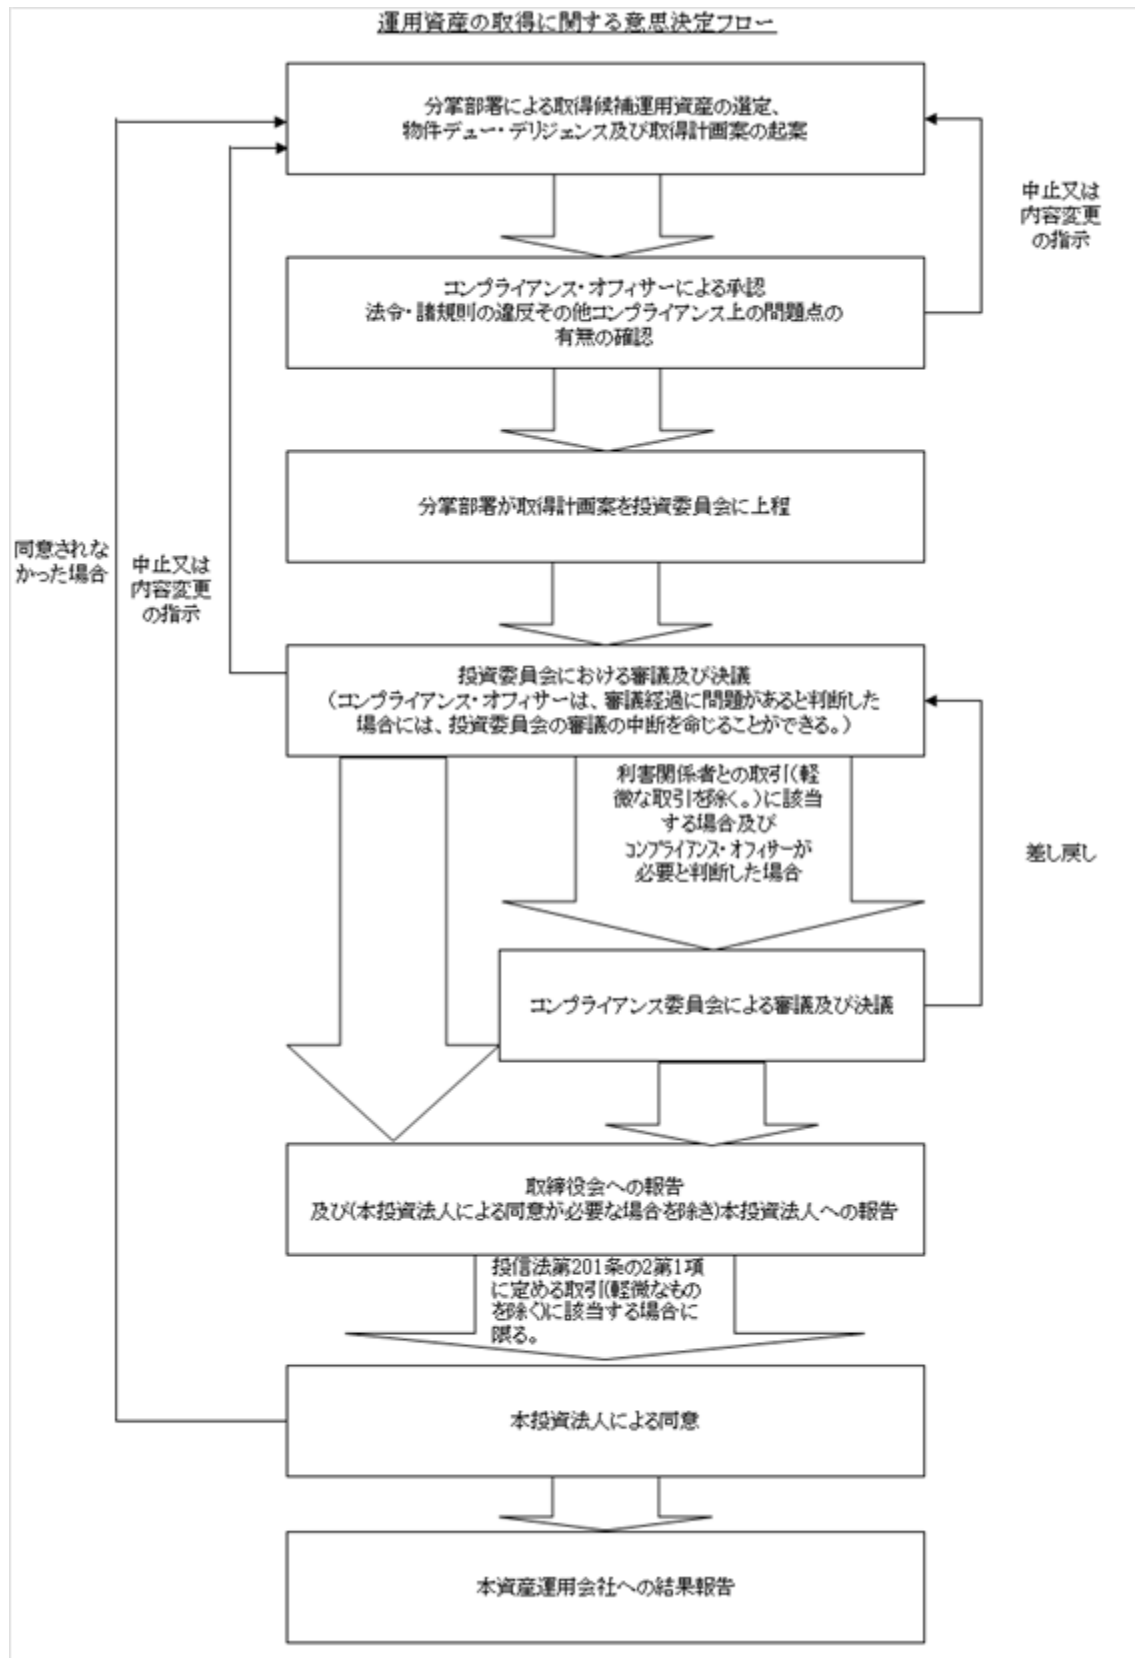 運用資産の取得に関する意思決定フロー
分掌部署による取得候補運用資産の選定、
物件デュー・デリジェンス及び取得計画案の起案
中止又は
内容変更
の指示
コンプライアンス・オフィサーによる承認
法令・諸規則の違反その他コンプライアンス上の問題点の
有無の確認
分掌部署が取得計画案を投資委員会に上程
同意されな
かった場合
中止又は
内容変更
の指示
投資委員会における審議及び決議
（コンプライアンス・オフィサーは、審議経過に問題があると判断した
場合には、投資委員会の審議の中断を命じることができる。）
利害関係者との取引（軽
微な取引を除く。）に該当
する場合及び
コンプライアンス・オフィサーが
必要と判断した場合
差し戻し
コンプライアンス委員会による審議及び決議
取締役会への報告
及び(本投資法人による同意が必要な場合を除き)本投資法人への報告
投信法第201条の2第1項
に定める取引(軽微なもの
を除く)に該当する場合に
限る。
本投資法人による同意
本資産運用会社への結果報告